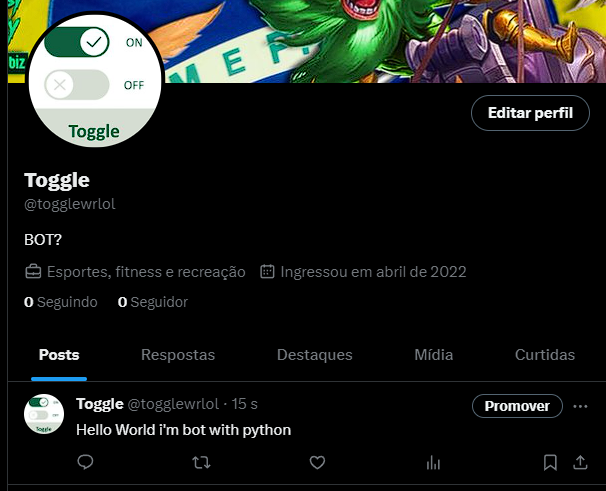 ON
OFF
Toggle
biz
MER
Editar perfil
Toggle
@togglewrlol
BOT?
Esportes, fitness e recreação Ingressou em abril de 2022
0 Seguindo 0 Seguidor
Posts Respostas Destaques Mídia Curtidas
Toggle @togglewrlol · 15 s
Promover
Hello World i'm bot with python